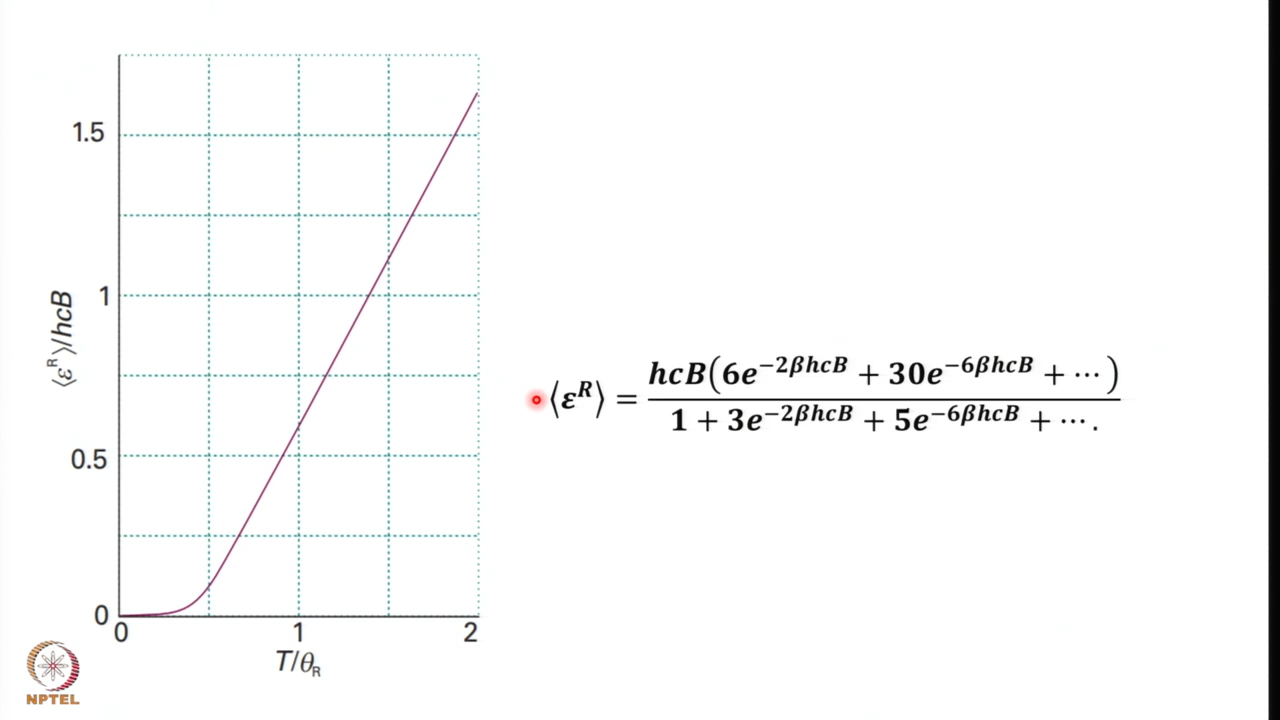 1.5
1
0.5
0
⟨ε^R⟩/hcB
0 1 2
T/θ_R
⟨ε^R⟩ = hcB(6e^{−2βhcB} + 30e^{−6βhcB} + ⋯) / 1 + 3e^{−2βhcB} + 5e^{−6βhcB} + ⋯.
NPTEL